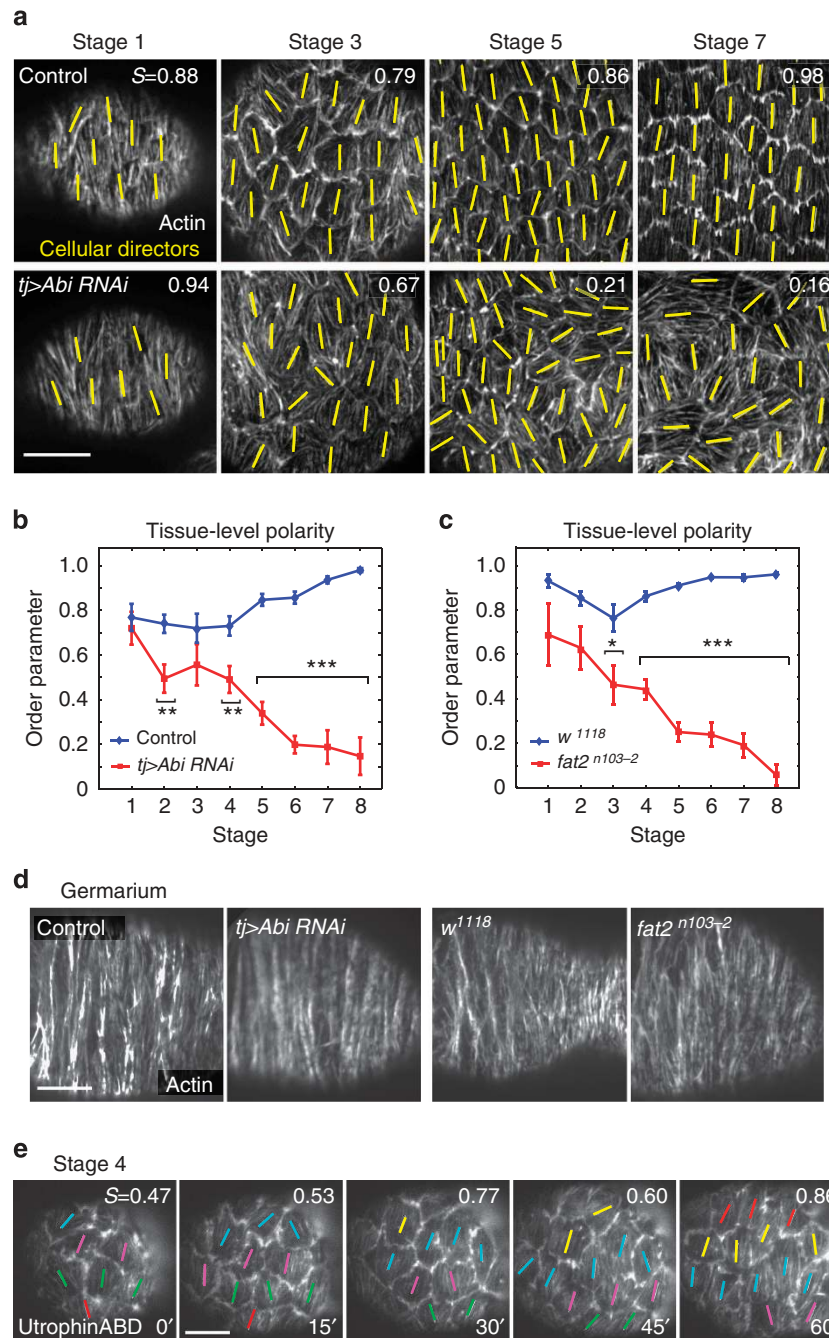 a
Stage 1 Stage 3 Stage 5 Stage 7
Control S=0.88 0.79 0.86 0.98
Actin
Cellular directors
tj>Abi RNAi 0.94 0.67 0.21 0.16
b
Tissue-level polarity
1.0
0.8
0.6
0.4
0.2
0
Order parameter
***
** **
Control
tj>Abi RNAi
1 2 3 4 5 6 7 8
Stage
c
Tissue-level polarity
1.0
0.8
0.6
0.4
0.2
0
Order parameter
* ***
w1118
fat2 n103–2
1 2 3 4 5 6 7 8
Stage
d
Germarium
Control tj>Abi RNAi w1118 fat2 n103–2
Actin
e
Stage 4
S=0.47 0.53 0.77 0.60 0.86
UtrophinABD 0′ 15′ 30′ 45′ 60